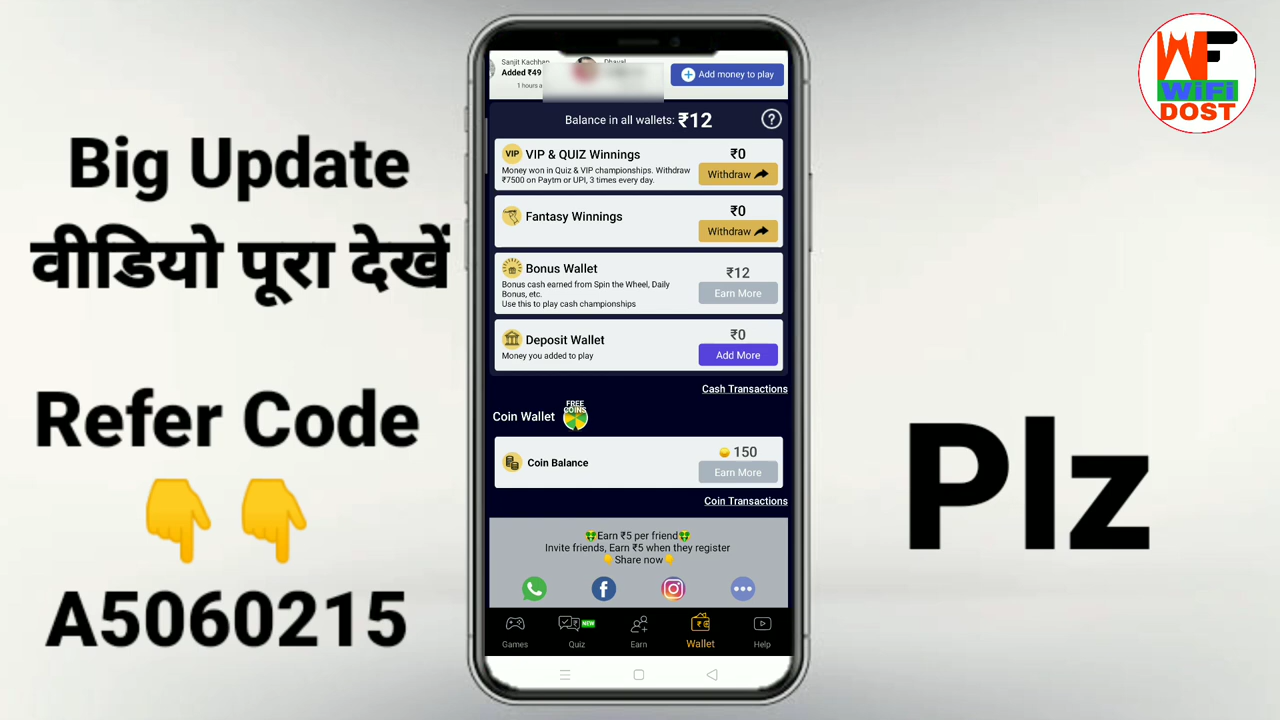 Big Update
वीडियो पूरा देखें
Refer Code
👇👇
A5060215
Sanjit Kachhap
Added ₹49
1 hours a
Add money to play
Balance in all wallets: ₹12
?
VIP VIP & QUIZ Winnings
₹0
Money won in Quiz & VIP championships. Withdraw
₹7500 on Paytm or UPI, 3 times every day.
Withdraw
Fantasy Winnings
₹0
Withdraw
Bonus Wallet
₹12
Bonus cash earned from Spin the Wheel, Daily
Bonus, etc.
Use this to play cash championships
Earn More
Deposit Wallet
₹0
Money you added to play
Add More
Cash Transactions
Coin Wallet
FREE
COINS
Coin Balance
150
Earn More
Coin Transactions
🤑Earn ₹5 per friend🤑
Invite friends, Earn ₹5 when they register
👇Share now👇
Games
Quiz
NEW
Earn
Wallet
Help
WF
WiFi
DOST
Plz